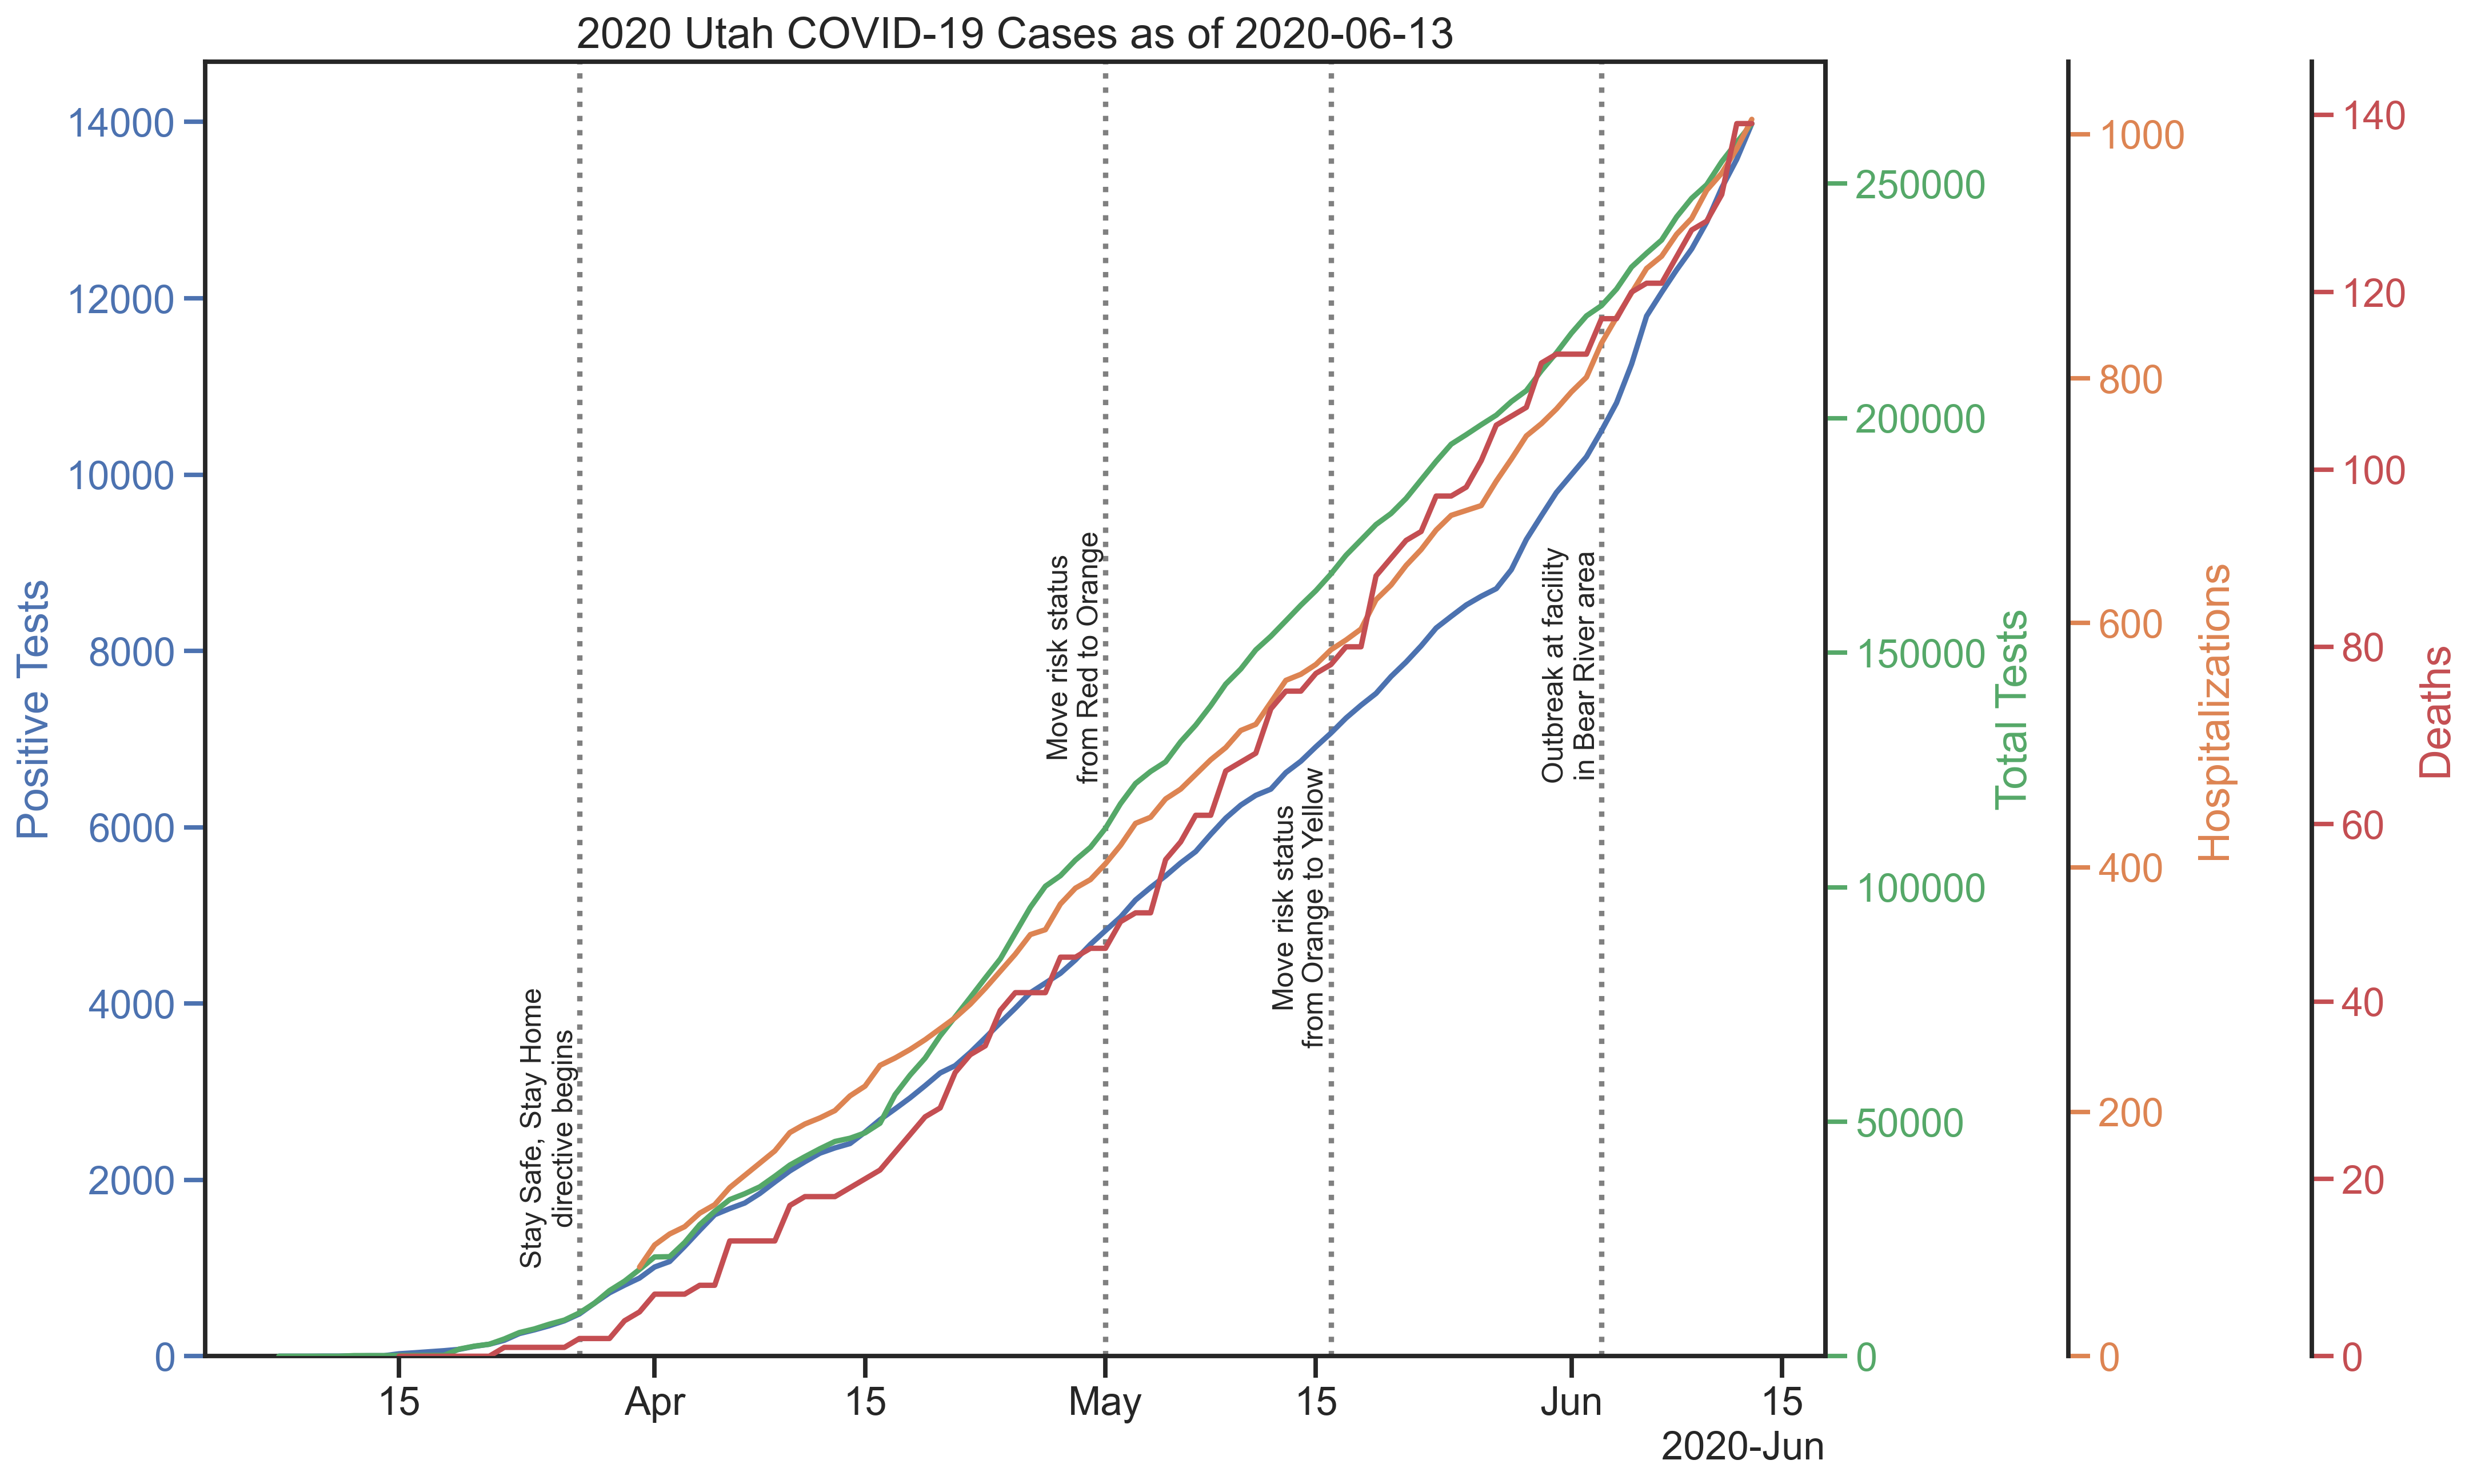 2020 Utah COVID-19 Cases as of 2020-06-13
14000
12000
10000
8000
6000
4000
2000
0
Positive Tests
Stay Safe, Stay Home
directive begins
Move risk status
from Red to Orange
Move risk status
from Orange to Yellow
Outbreak at facility
in Bear River area
250000
200000
150000
100000
50000
0
Total Tests
1000
800
600
400
200
0
Hospitalizations
140
120
100
80
60
40
20
0
Deaths
15
Apr
15
May
15
Jun
15
2020-Jun